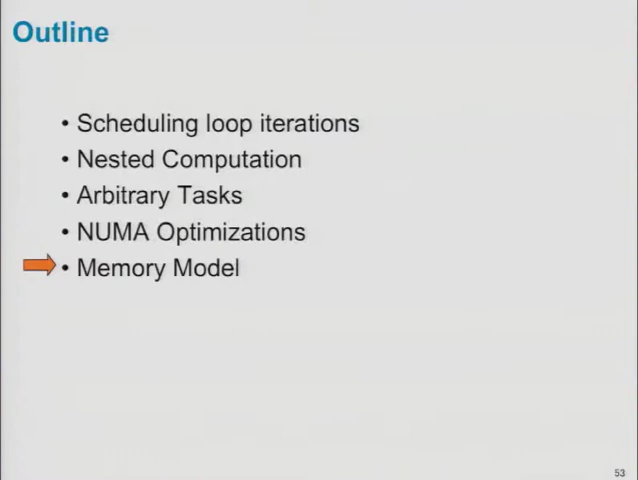 Outline
• Scheduling loop iterations
• Nested Computation
• Arbitrary Tasks
• NUMA Optimizations
• Memory Model
53